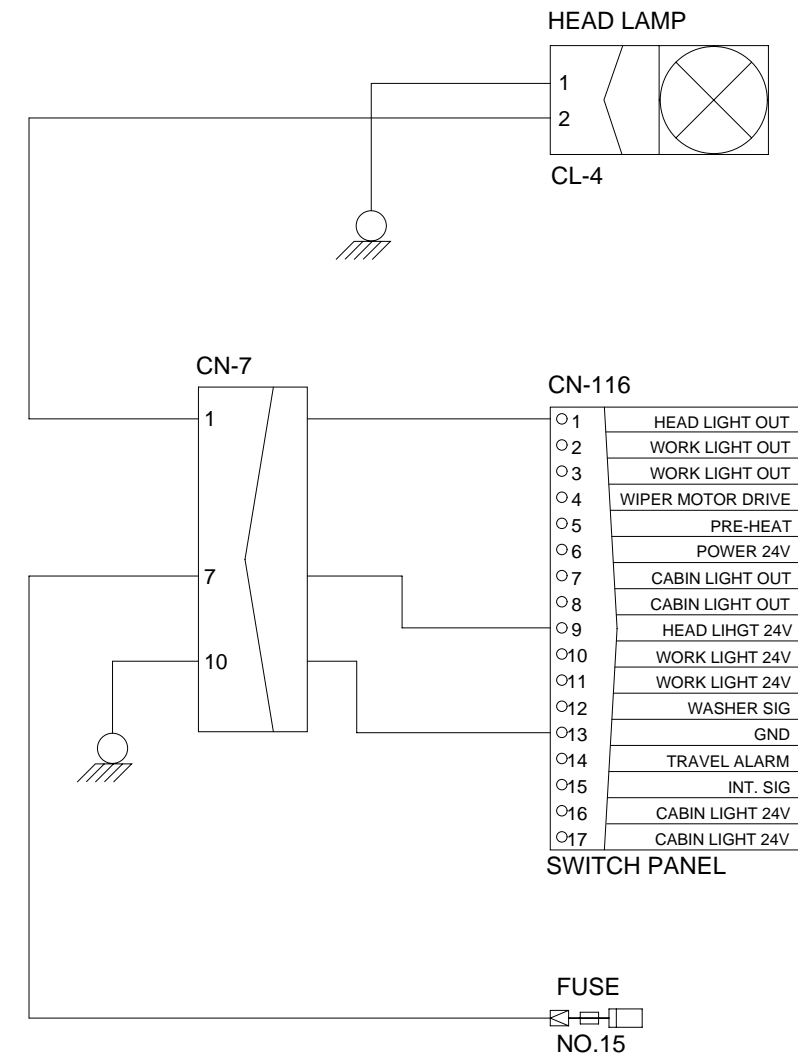 HEAD LAMP
1
2
CL-4
CN-7
1
7
10
CN-116
1 HEAD LIGHT OUT
2 WORK LIGHT OUT
3 WORK LIGHT OUT
4 WIPER MOTOR DRIVE
5 PRE-HEAT
6 POWER 24V
7 CABIN LIGHT OUT
8 CABIN LIGHT OUT
9 HEAD LIHGT 24V
10 WORK LIGHT 24V
11 WORK LIGHT 24V
12 WASHER SIG
13 GND
14 TRAVEL ALARM
15 INT. SIG
16 CABIN LIGHT 24V
17 CABIN LIGHT 24V
SWITCH PANEL
FUSE
NO.15